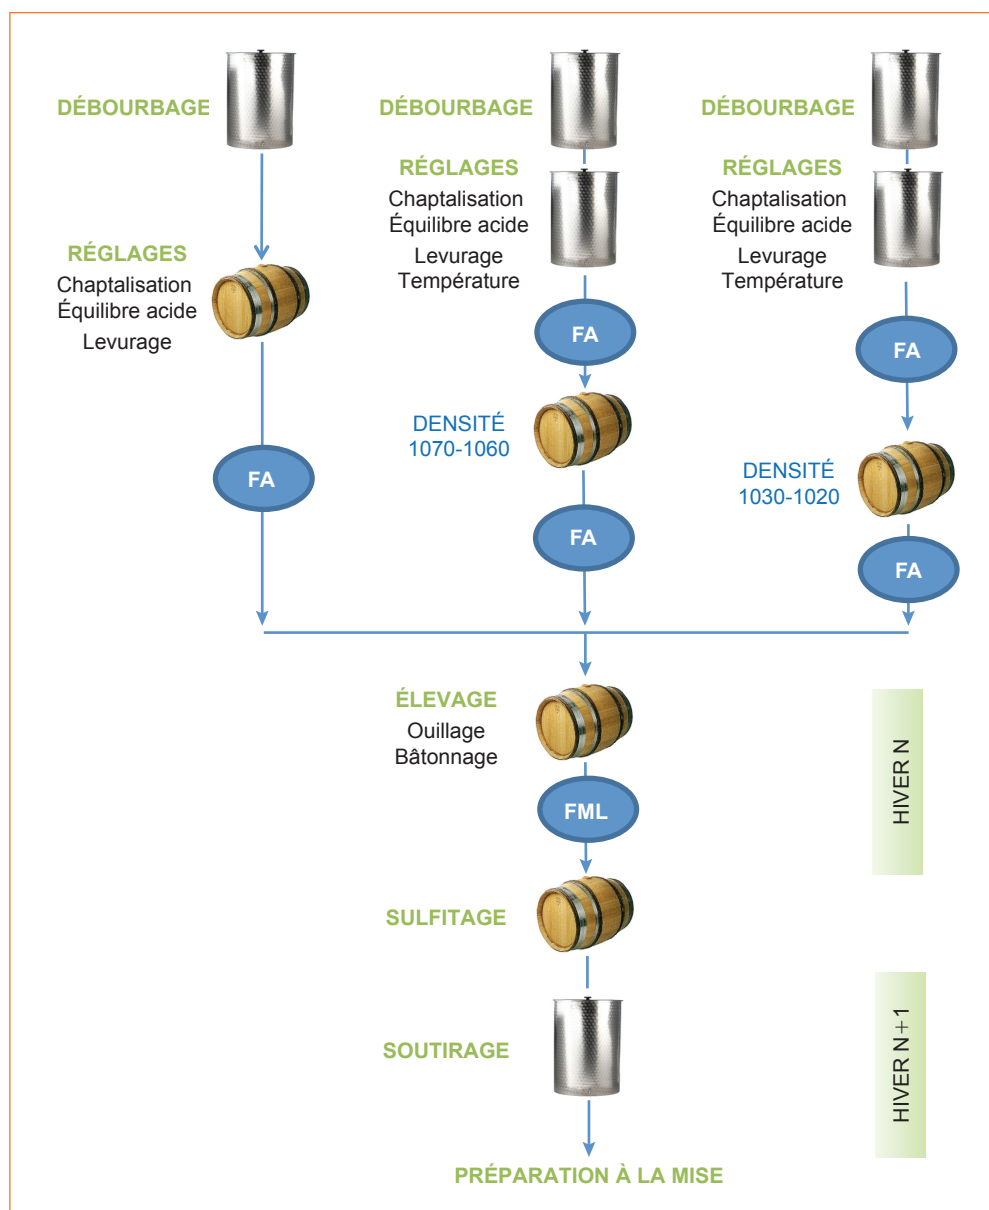 DÉBOURBAGE
RÉGLAGES
Chaptalisation
Équilibre acide
Levurage
FA
DÉBOURBAGE
RÉGLAGES
Chaptalisation
Équilibre acide
Levurage
Température
FA
DENSITÉ
1070-1060
FA
DÉBOURBAGE
RÉGLAGES
Chaptalisation
Équilibre acide
Levurage
Température
FA
DENSITÉ
1030-1020
FA
ÉLEVAGE
Ouillage
Bâtonnage
FML
SULFITAGE
HIVER N
SOUTIRAGE
HIVER N+1
PRÉPARATION À LA MISE